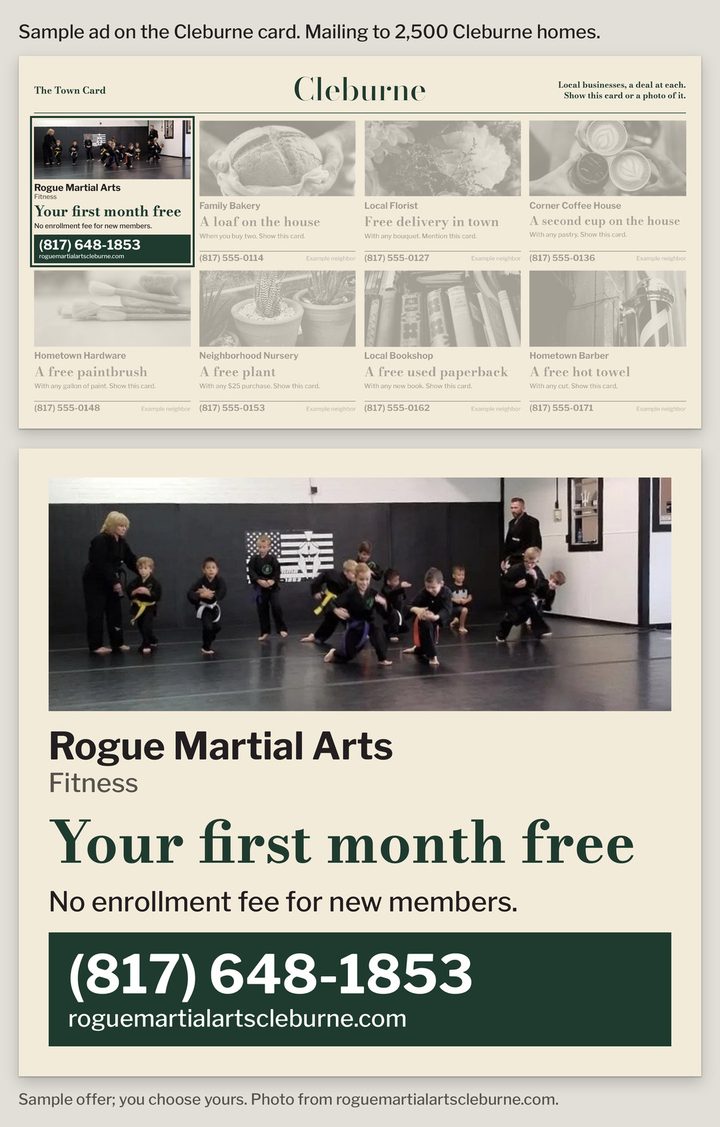 Sample ad on the Cleburne card. Mailing to 2,500 Cleburne homes.
The Town Card
Cleburne
Local businesses, a deal at each.
Show this card or a photo of it.
Rogue Martial Arts
Fitness
Your first month free
No enrollment fee for new members.
(817) 648-1853
roguemartialartscleburne.com
Family Bakery
A loaf on the house
When you buy two. Show this card.
(817) 555-0114
Example neighbor
Local Florist
Free delivery in town
With any bouquet. Mention this card.
(817) 555-0127
Example neighbor
Corner Coffee House
A second cup on the house
With any pastry. Show this card.
(817) 555-0136
Example neighbor
Hometown Hardware
A free paintbrush
With any gallon of paint. Show this card.
(817) 555-0148
Example neighbor
Neighborhood Nursery
A free plant
With any $25 purchase. Show this card.
(817) 555-0153
Example neighbor
Local Bookshop
A free used paperback
With any new book. Show this card.
(817) 555-0162
Example neighbor
Hometown Barber
A free hot towel
With any cut. Show this card.
(817) 555-0171
Example neighbor
Rogue Martial Arts
Fitness
Your first month free
No enrollment fee for new members.
(817) 648-1853
roguemartialartscleburne.com
Sample offer; you choose yours. Photo from roguemartialartscleburne.com.